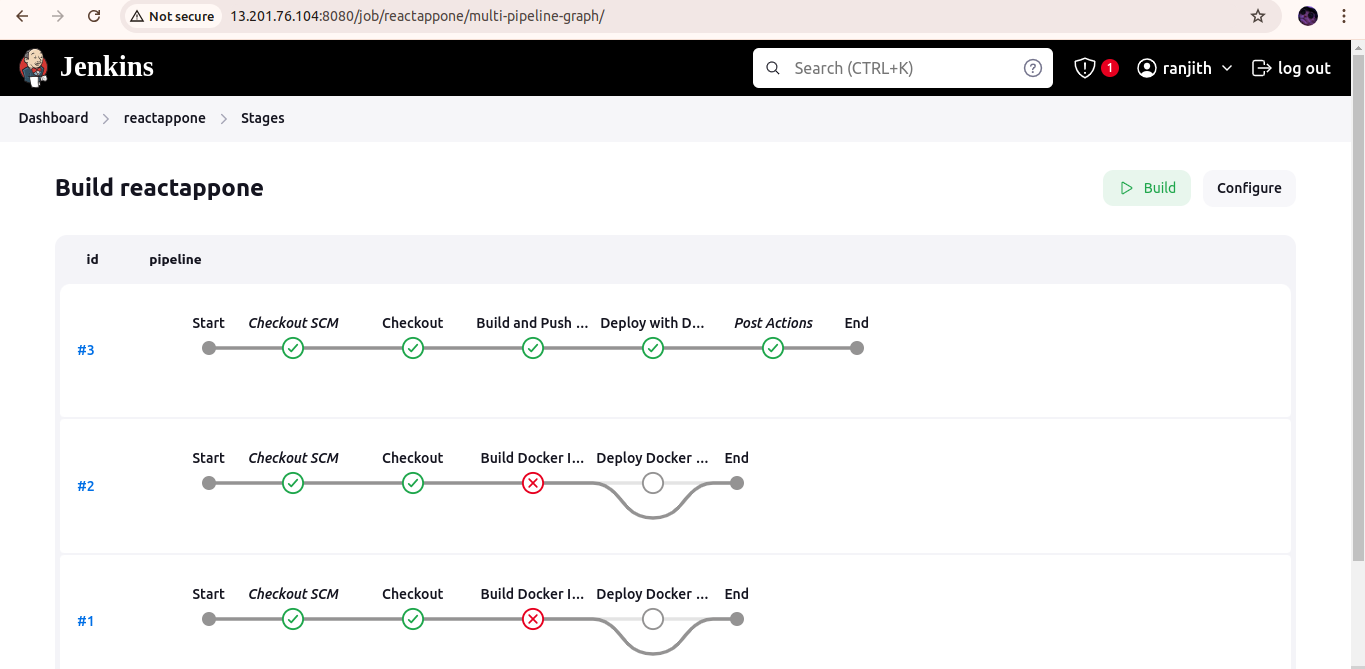 Not secure 13.201.76.104:8080/job/reactappone/multi-pipeline-graph/
Jenkins Search (CTRL+K) ? 1 ranjith log out
Dashboard reactappone Stages
Build reactappone Build Configure
id pipeline
Start Checkout SCM Checkout Build and Push ... Deploy with D... Post Actions End
#3
Start Checkout SCM Checkout Build Docker I... Deploy Docker ... End
#2
Start Checkout SCM Checkout Build Docker I... Deploy Docker ... End
#1